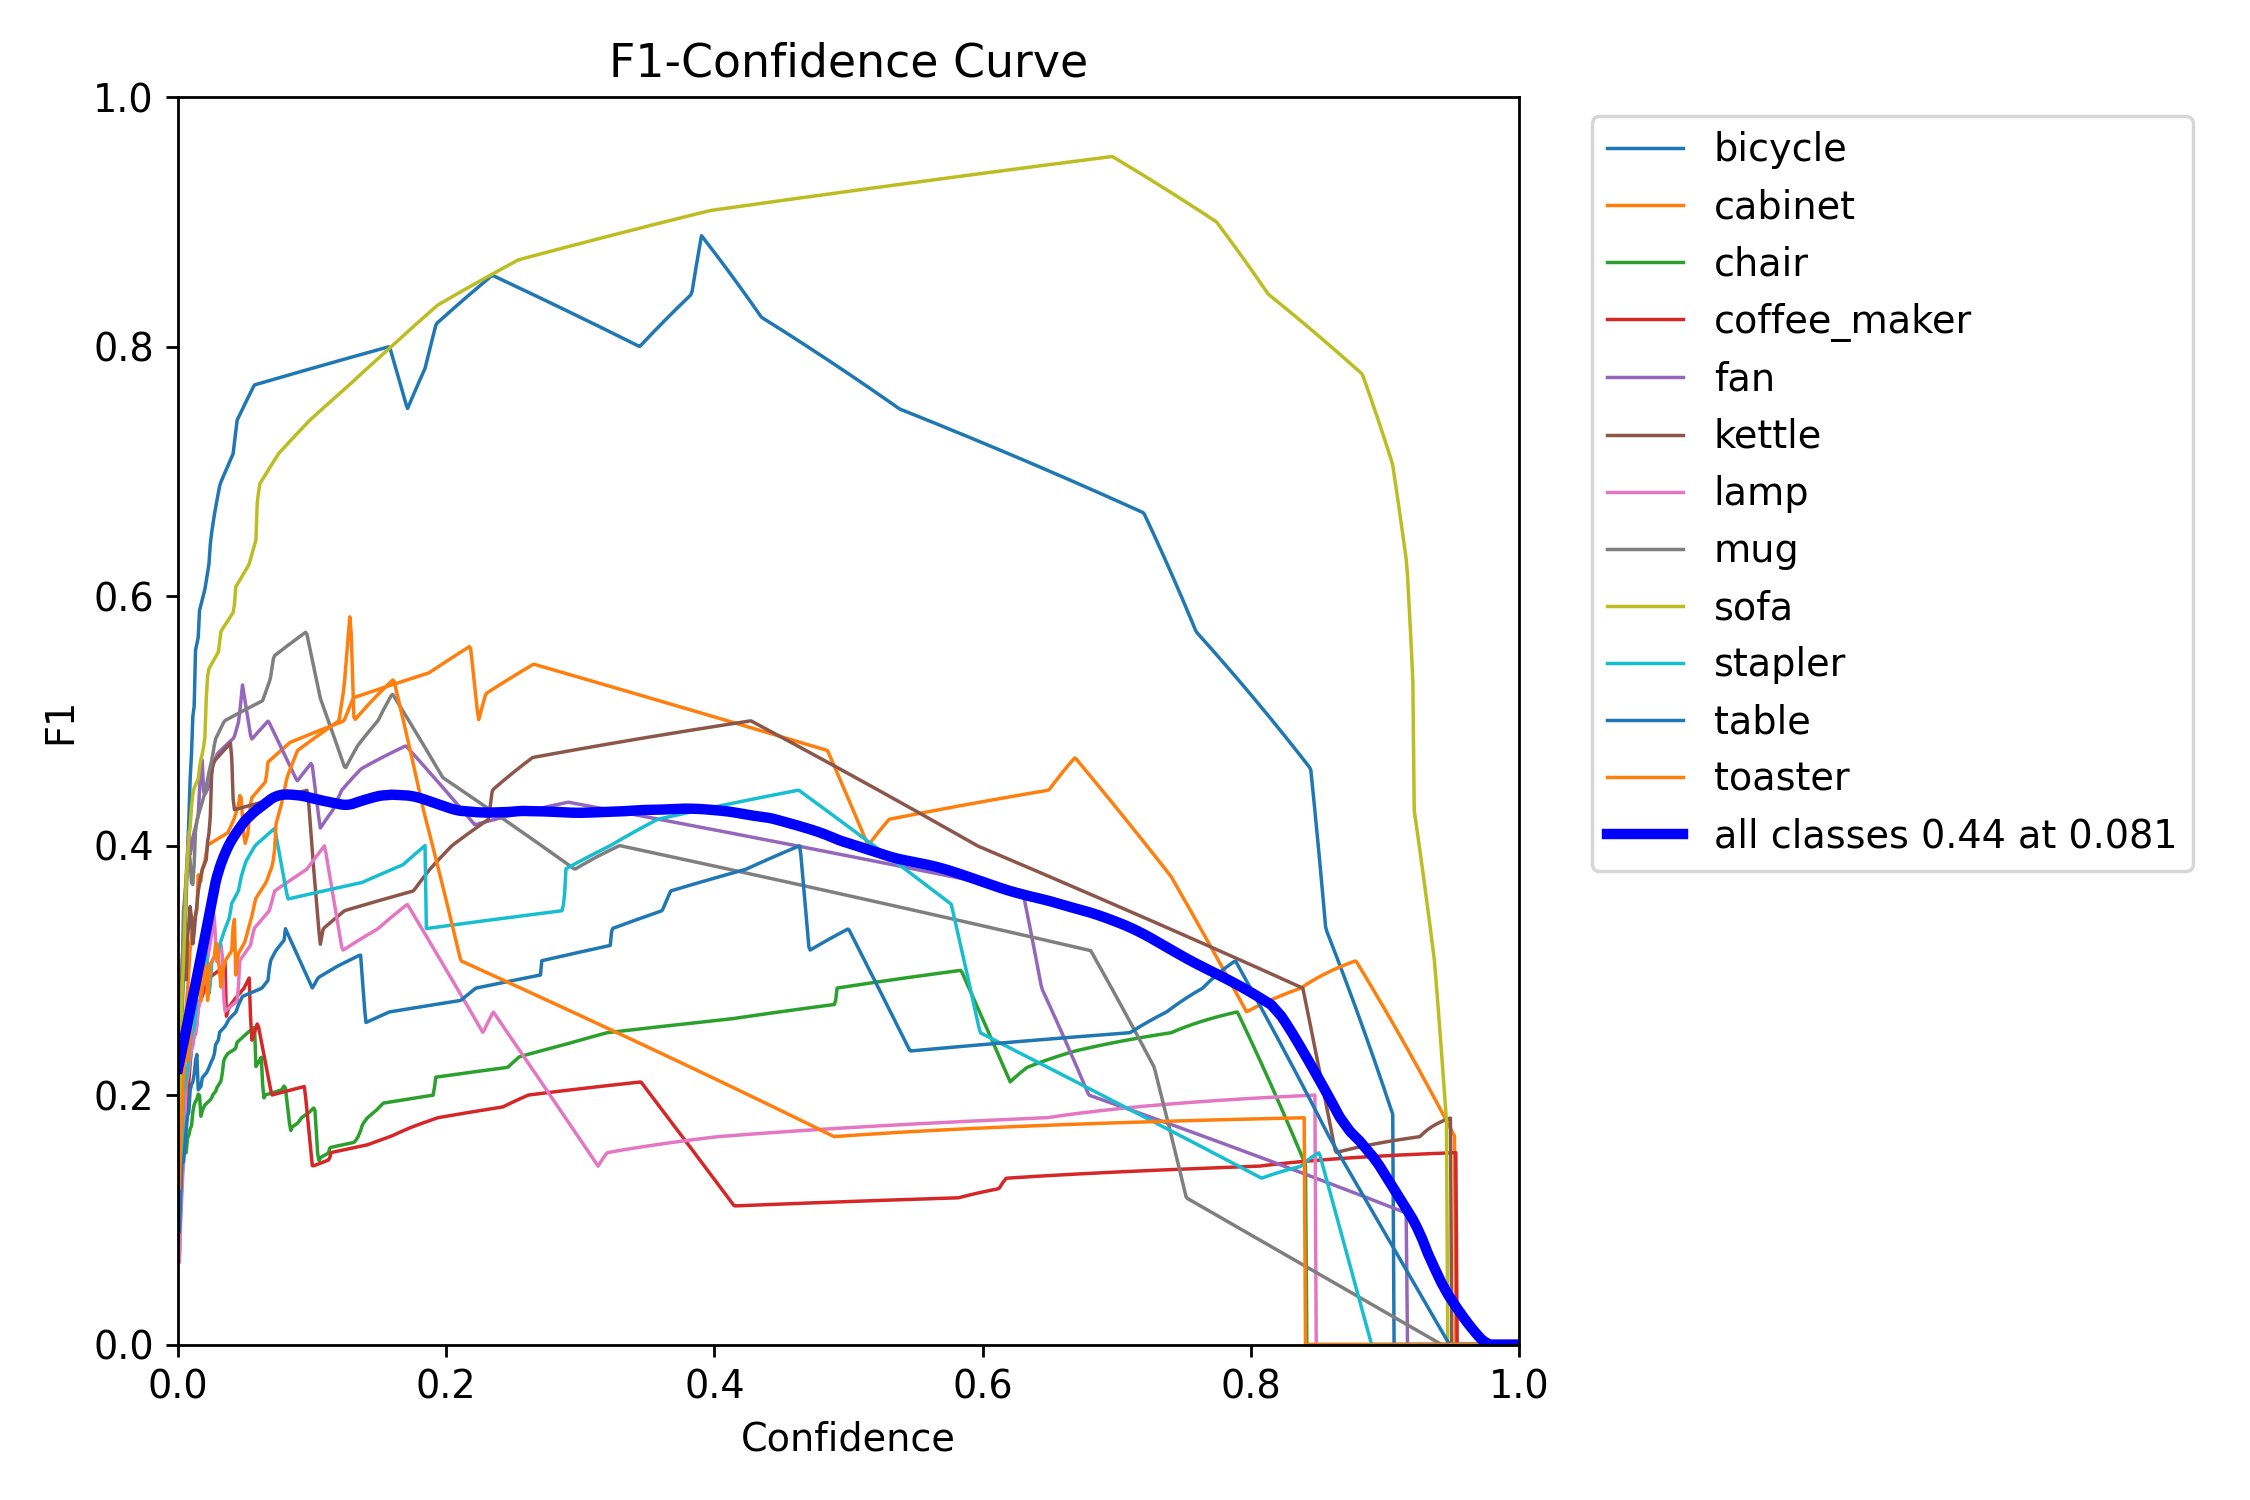 F1-Confidence Curve
1.0
0.8
0.6
0.4
0.2
0.0
F1
0.0 0.2 0.4 0.6 0.8 1.0
Confidence
bicycle
cabinet
chair
coffee_maker
fan
kettle
lamp
mug
sofa
stapler
table
toaster
all classes 0.44 at 0.081